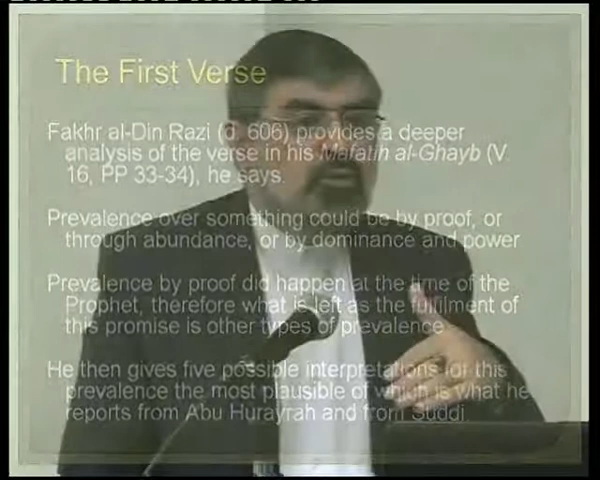 The First Verse
Fakhr al-Din Razi (d. 606) provides a deeper
analysis of the verse in his Mafatih al-Ghayb (V.
16, PP 33-34), he says.
Prevalence over something could be by proof, or
through abundance, or by dominance and power
Prevalence by proof did happen at the time of the
Prophet, therefore what is left as the fulfilment of
this promise is other types of prevalence
He then gives five possible interpretations for this
prevalence the most plausible of which is what he
reports from Abu Hurayrah and from Suddi